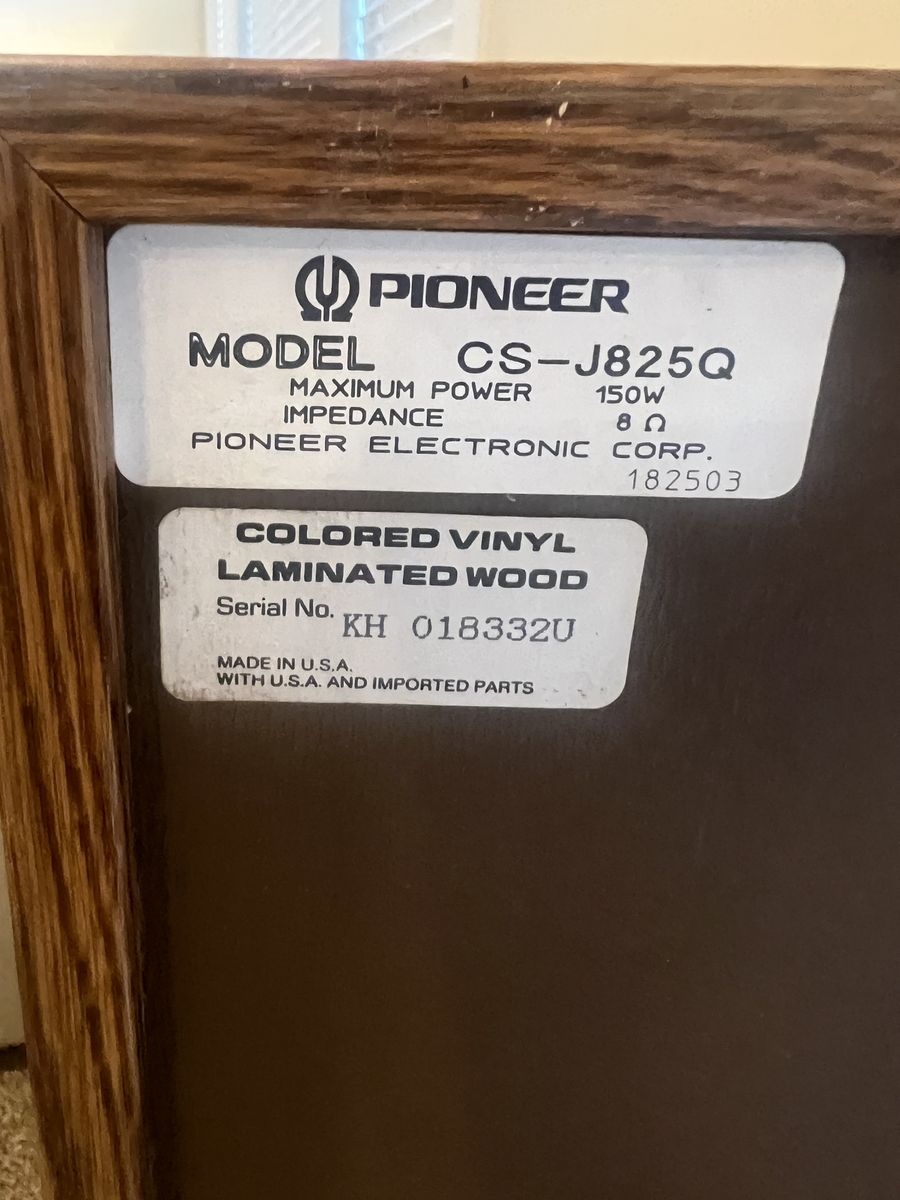 PIONEER
MODEL CS-J825Q
MAXIMUM POWER 150W
IMPEDANCE 8 Ω
PIONEER ELECTRONIC CORP.
182503
COLORED VINYL
LAMINATED WOOD
Serial No. KH 018332U
MADE IN U.S.A.
WITH U.S.A. AND IMPORTED PARTS